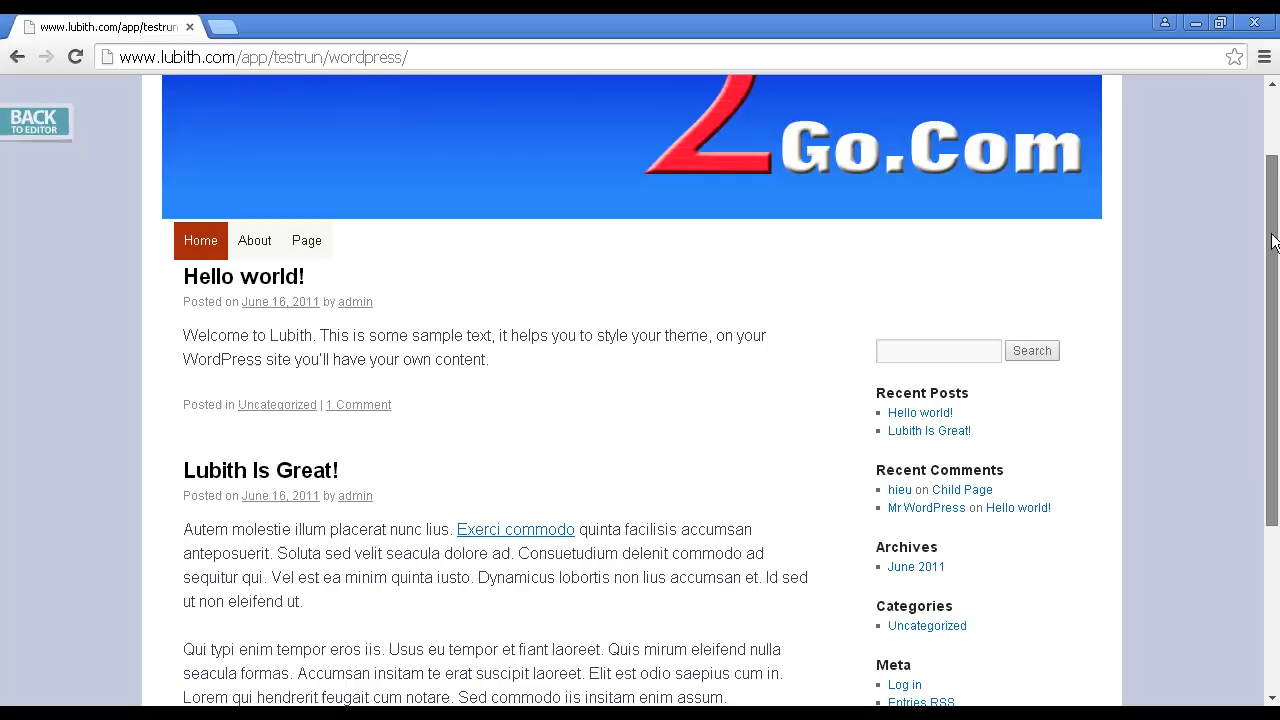 www.lubith.com/app/testrun
www.lubith.com/app/testrun/wordpress/
BACK
TO EDITOR
2
Go.Com
Home About Page
Hello world!
Posted on June 16, 2011 by admin
Welcome to Lubith. This is some sample text, it helps you to style your theme, on your
WordPress site you'll have your own content.
Posted in Uncategorized | 1 Comment
Lubith Is Great!
Posted on June 16, 2011 by admin
Autem molestie illum placerat nunc lius. Exerci commodo quinta facilisis accumsan
anteposuerit. Soluta sed velit seacula dolore ad. Consuetudium delenit commodo ad
sequitur qui. Vel est ea minim quinta iusto. Dynamicus lobortis non lius accumsan et. Id sed
ut non eleifend ut.
Qui typi enim tempor eros iis. Usus eu tempor et fiant laoreet. Quis mirum eleifend nulla
seacula formas. Accumsan insitam te erat suscipit laoreet. Elit est odio saepius cum in.
Lorem qui hendrerit feugait cum notare. Sed commodo iis insitam enim assum.
Search
Recent Posts
Hello world!
Lubith Is Great!
Recent Comments
hieu on Child Page
Mr WordPress on Hello world!
Archives
June 2011
Categories
Uncategorized
Meta
Log in
Entries RSS